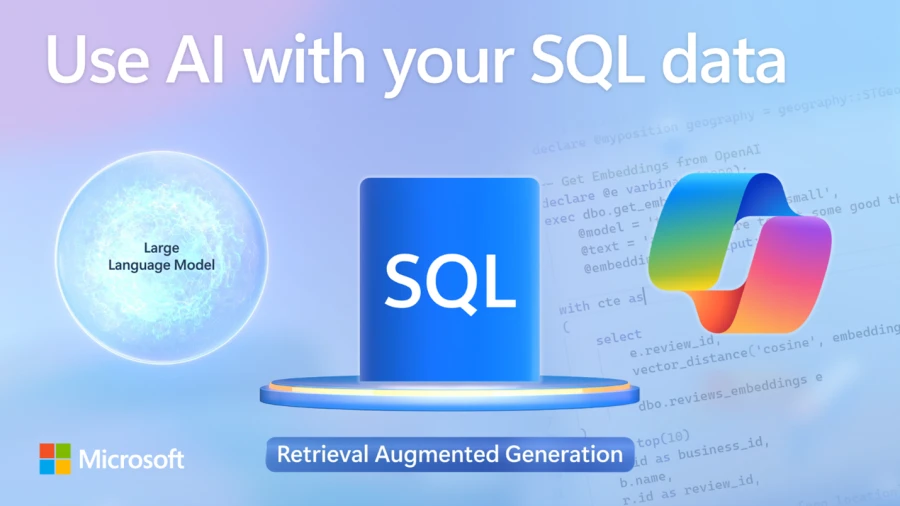 Use AI with your SQL data
declare @myposition geography = geography::STGeo
-- Get Embeddings from OpenAI
declare @e varbin
exec dbo.get_emb
@model = small',
@text = some good th
@embeddi
Large
Language Model
SQL
with cte as
(
select
e.review_id,
vector_distance('cosine', embedding
dbo.reviews_embeddings e
)
top(10)
id as business_id,
b.name,
r.id as review_id,
Microsoft
Retrieval Augmented Generation